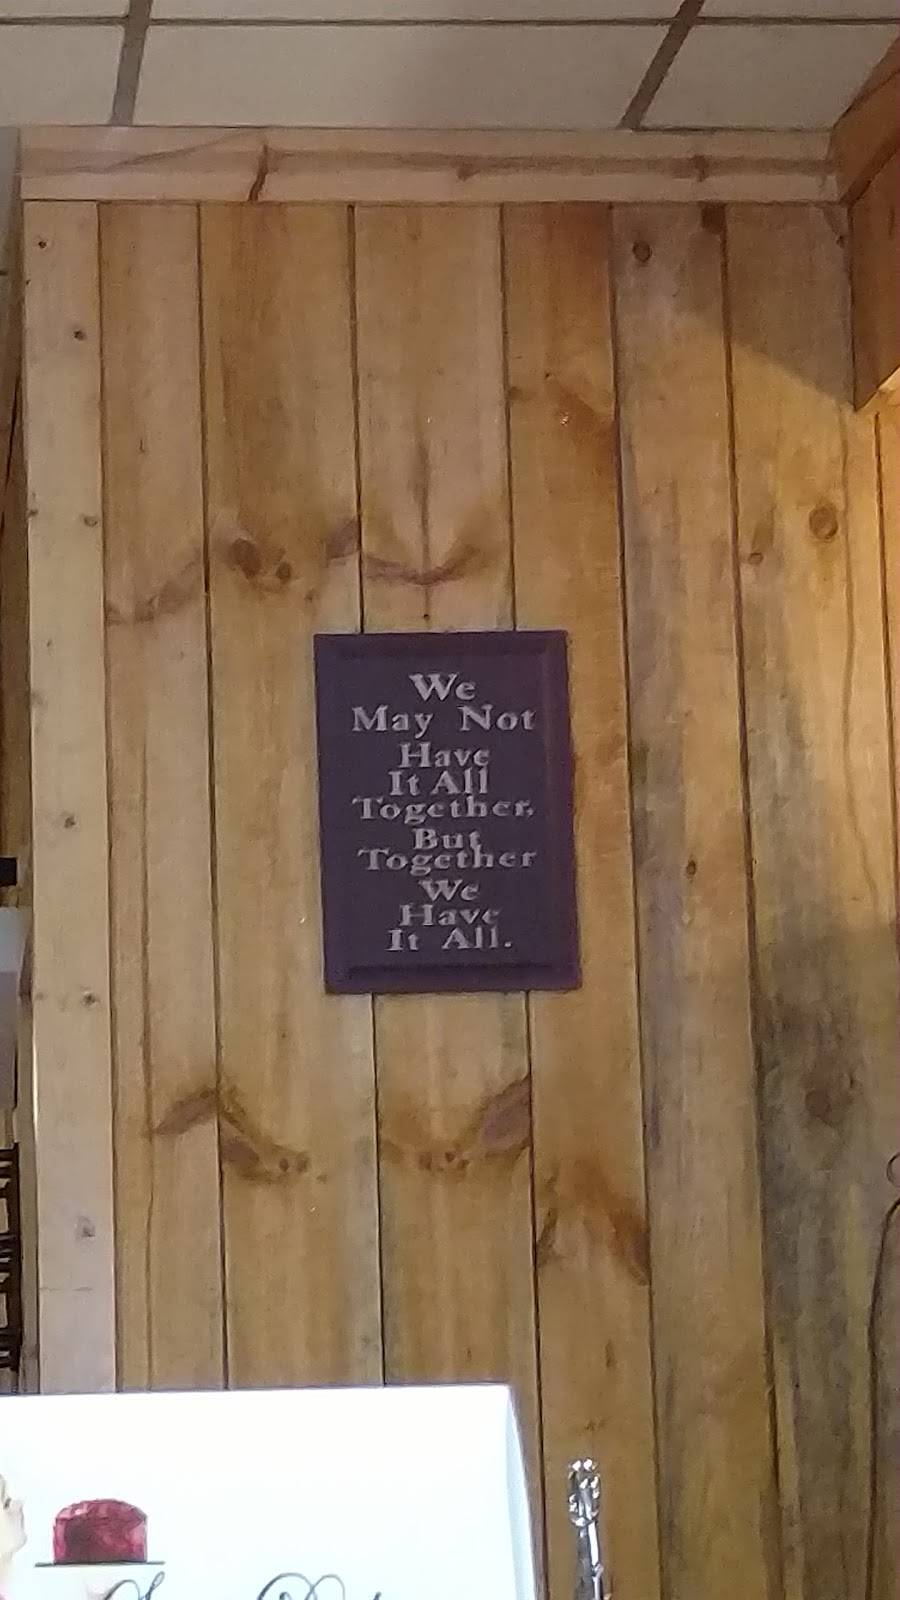 We
May Not
Have
It All
Together,
But
Together
We
Have
It All.